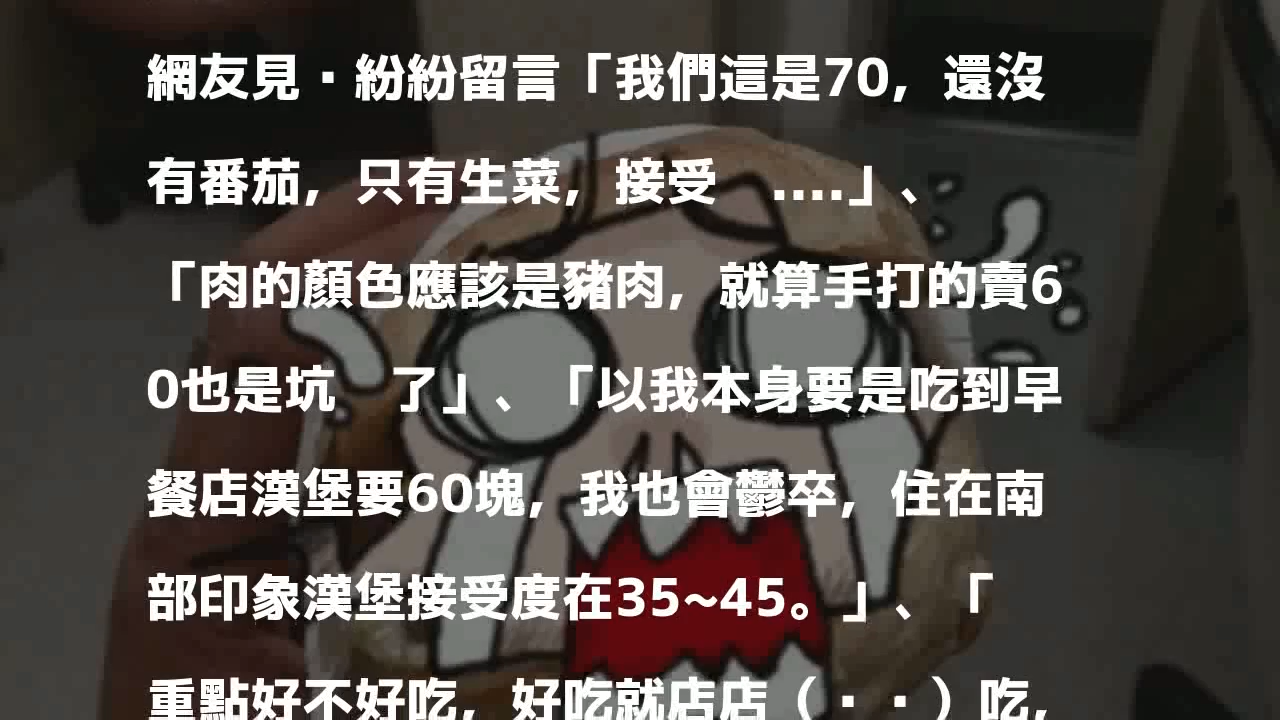 網友見·紛紛留言「我們這是70，還沒
有番茄，只有生菜，接受　....」、
「肉的顏色應該是豬肉，就算手打的賣6
0也是坑　了」、「以我本身要是吃到早
餐店漢堡要60塊，我也會鬱卒，住在南
部印象漢堡接受度在35~45。」、「
重點好不好吃，好吃就店店（··）吃，